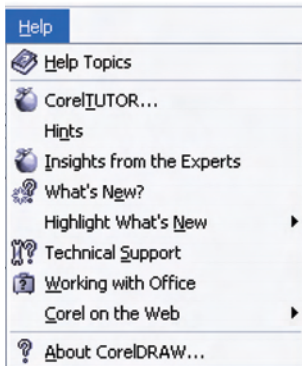 Help
Help Topics
CorelTUTOR...
Hints
Insights from the Experts
What's New?
Highlight What's New
Technical Support
Working with Office
Corel on the Web
About CorelDRAW...